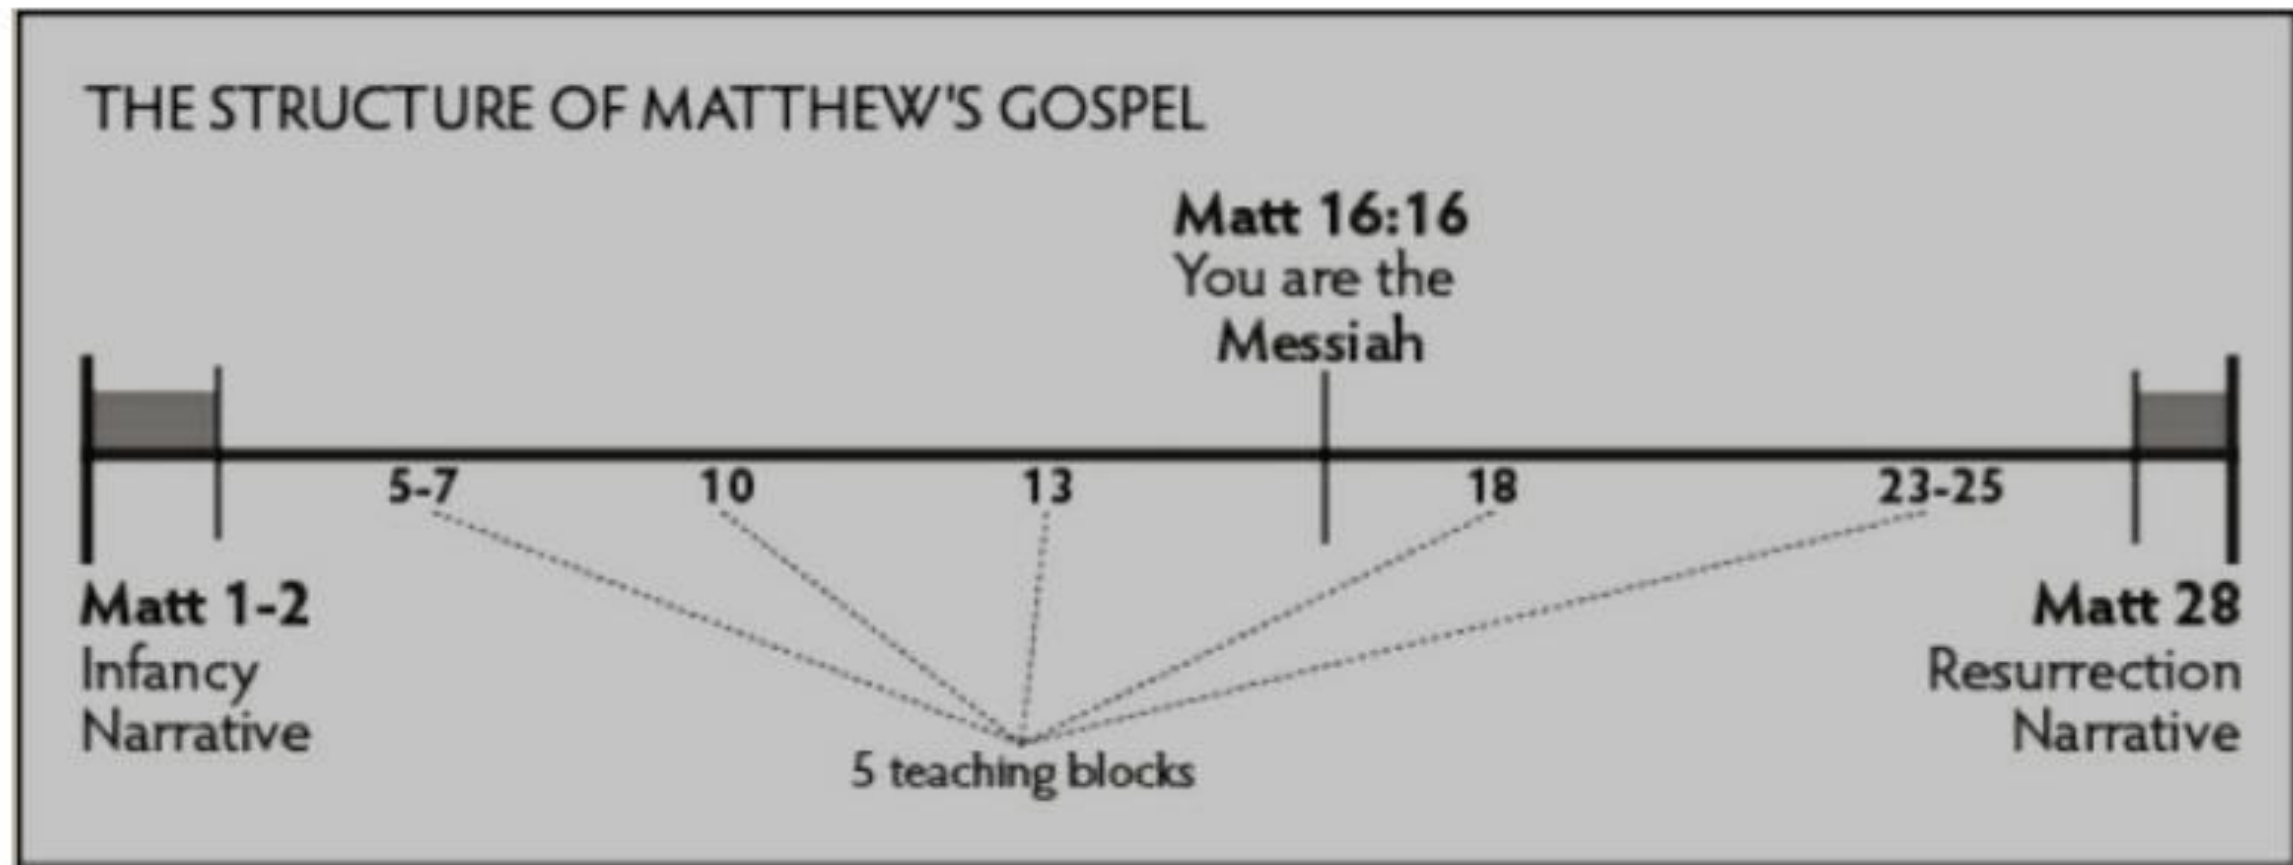 THE STRUCTURE OF MATTHEW'S GOSPEL
Matt 16:16
You are the
Messiah
5-7 10 13 18 23-25
Matt 1-2
Infancy
Narrative
Matt 28
Resurrection
Narrative
5 teaching blocks